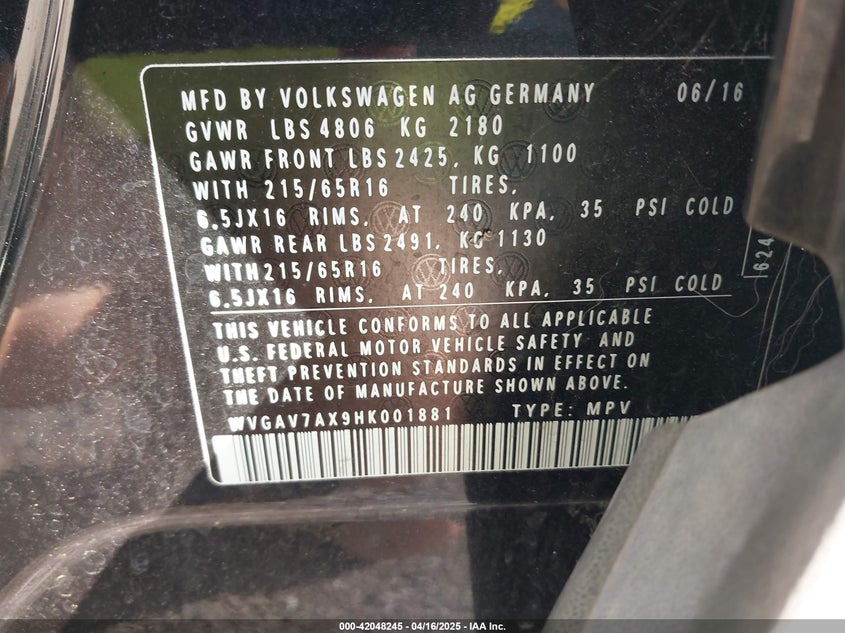 MFD BY VOLKSWAGEN AG GERMANY 06/16
GVWR LBS 4806 KG 2180
GAWR FRONT LBS 2425, KG 1100
WITH 215/65R16 TIRES,
6.5JX16 RIMS, AT 240 KPA, 35 PSI COLD
GAWR REAR LBS 2491, KG 1130
WITH 215/65R16 TIRES,
6.5JX16 RIMS, AT 240 KPA, 35 PSI COLD
624
THIS VEHICLE CONFORMS TO ALL APPLICABLE
U.S. FEDERAL MOTOR VEHICLE SAFETY AND
THEFT PREVENTION STANDARDS IN EFFECT ON
THE DATE OF MANUFACTURE SHOWN ABOVE.
WVGAV7AX9HK001881 TYPE: MPV
000-42048245 - 04/16/2025 - IAA Inc.